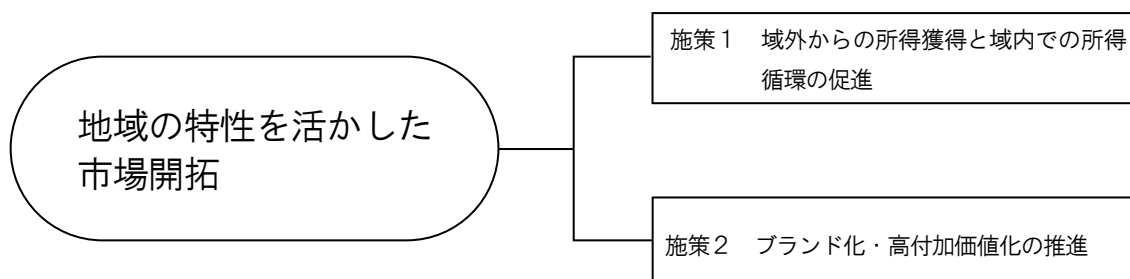 地域の特性を活かした
市場開拓
施策１　域外からの所得獲得と域内での所得
循環の促進
施策２　ブランド化・高付加価値化の推進